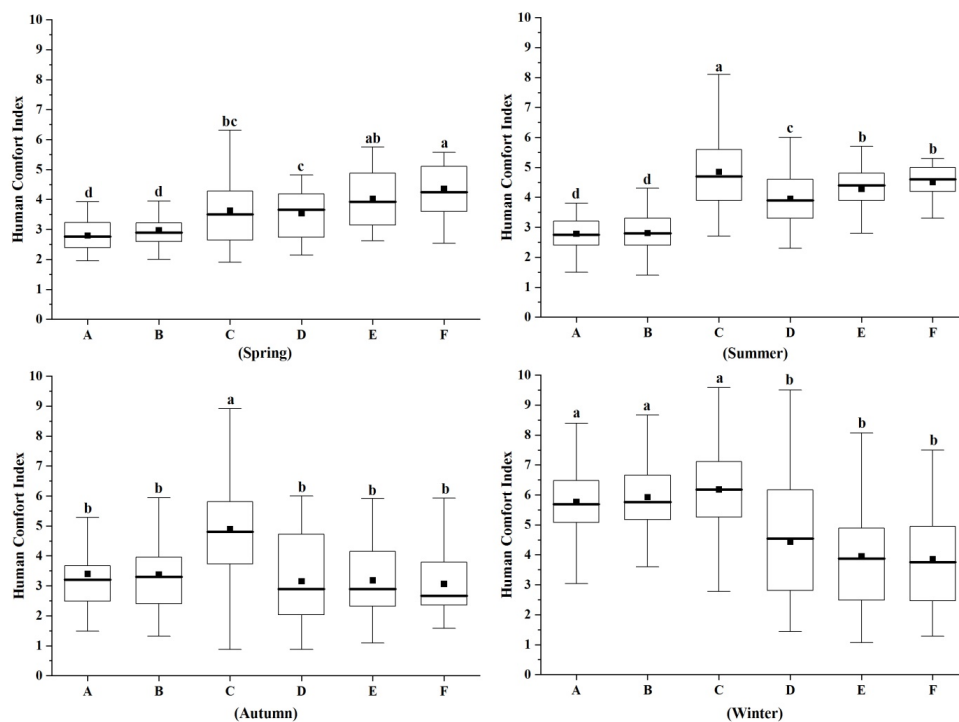 Human Comfort Index
10
9
8
7
6
5
4
3
2
1
0
d
d
bc
c
ab
a
A B C D E F
(Spring)
Human Comfort Index
10
9
8
7
6
5
4
3
2
1
0
d
d
a
c
b
b
A B C D E F
(Summer)
Human Comfort Index
10
9
8
7
6
5
4
3
2
1
0
b
b
a
b
b
b
A B C D E F
(Autumn)
Human Comfort Index
10
9
8
7
6
5
4
3
2
1
0
a
a
a
b
b
b
A B C D E F
(Winter)